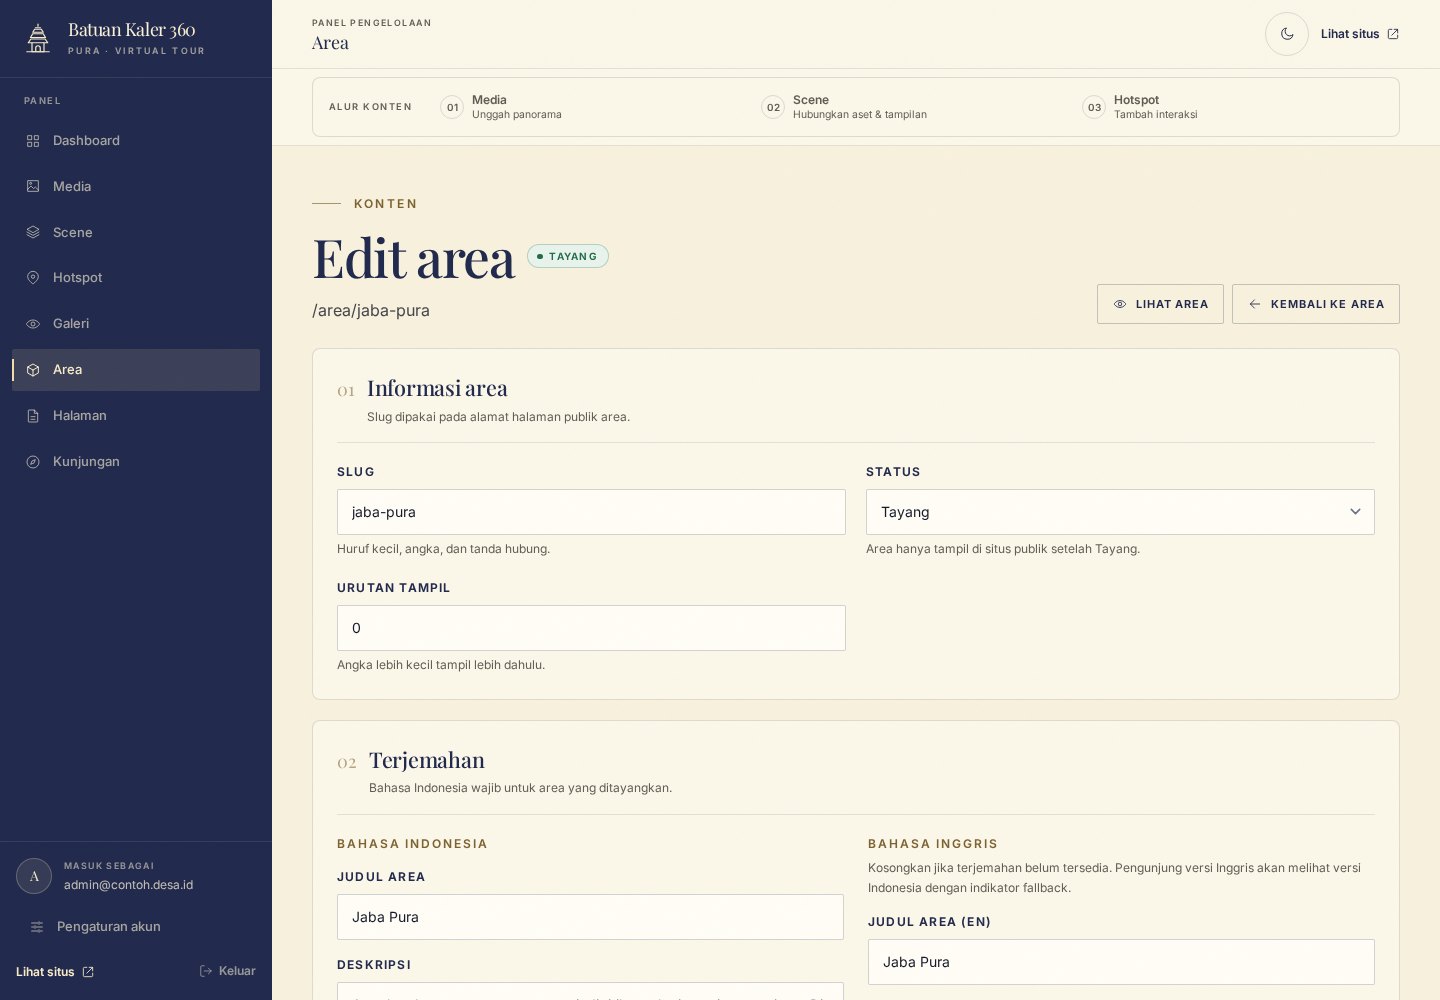 Batuan Kaler 360
PURA · VIRTUAL TOUR
PANEL
Dashboard
Media
Scene
Hotspot
Galeri
Area
Halaman
Kunjungan
A
MASUK SEBAGAI
admin@contoh.desa.id
Pengaturan akun
Lihat situs
Keluar
PANEL PENGELOLAAN
Area
Lihat situs
ALUR KONTEN
01
Media
Unggah panorama
02
Scene
Hubungkan aset & tampilan
03
Hotspot
Tambah interaksi
KONTEN
Edit area
TAYANG
/area/jaba-pura
LIHAT AREA
KEMBALI KE AREA
01
Informasi area
Slug dipakai pada alamat halaman publik area.
SLUG
jaba-pura
Huruf kecil, angka, dan tanda hubung.
STATUS
Tayang
Area hanya tampil di situs publik setelah Tayang.
URUTAN TAMPIL
0
Angka lebih kecil tampil lebih dahulu.
02
Terjemahan
Bahasa Indonesia wajib untuk area yang ditayangkan.
BAHASA INDONESIA
JUDUL AREA
Jaba Pura
DESKRIPSI
BAHASA INGGRIS
Kosongkan jika terjemahan belum tersedia. Pengunjung versi Inggris akan melihat versi
Indonesia dengan indikator fallback.
JUDUL AREA (EN)
Jaba Pura